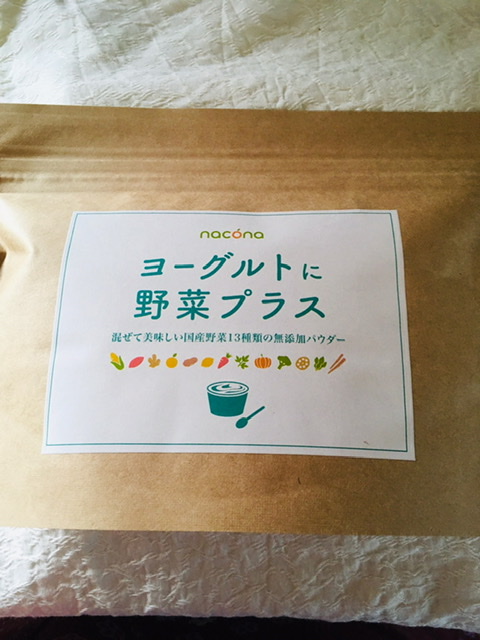 nacóna
ヨーグルトに
野菜プラス
混ぜて美味しい国産野菜13種類の無添加パウダー